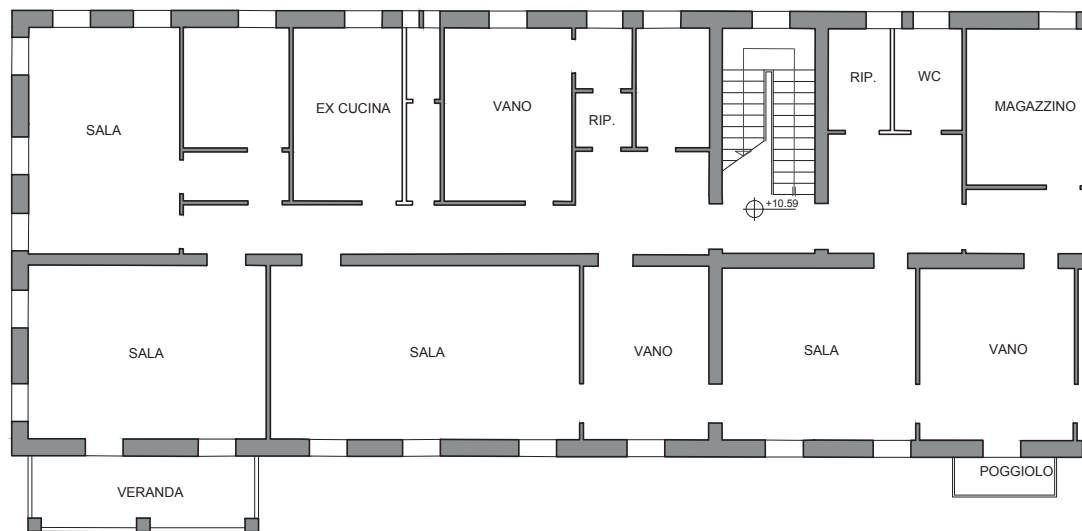 RIP.
WC
EX CUCINA
VANO
MAGAZZINO
SALA
RIP.
+10.59
SALA
SALA
VANO
SALA
VANO
POGGIOLO
VERANDA